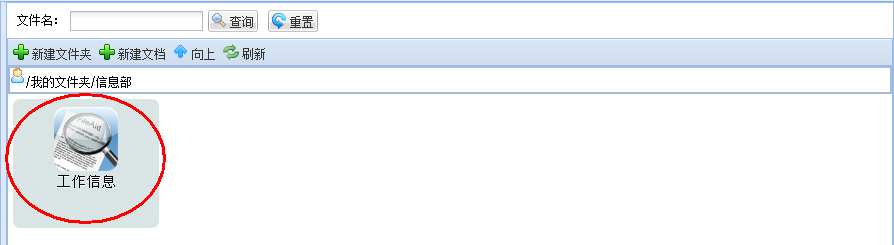 文件名： 查询 重置
新建文件夹 新建文档 向上 刷新
/我的文件夹/信息部
FileAid
工作信息